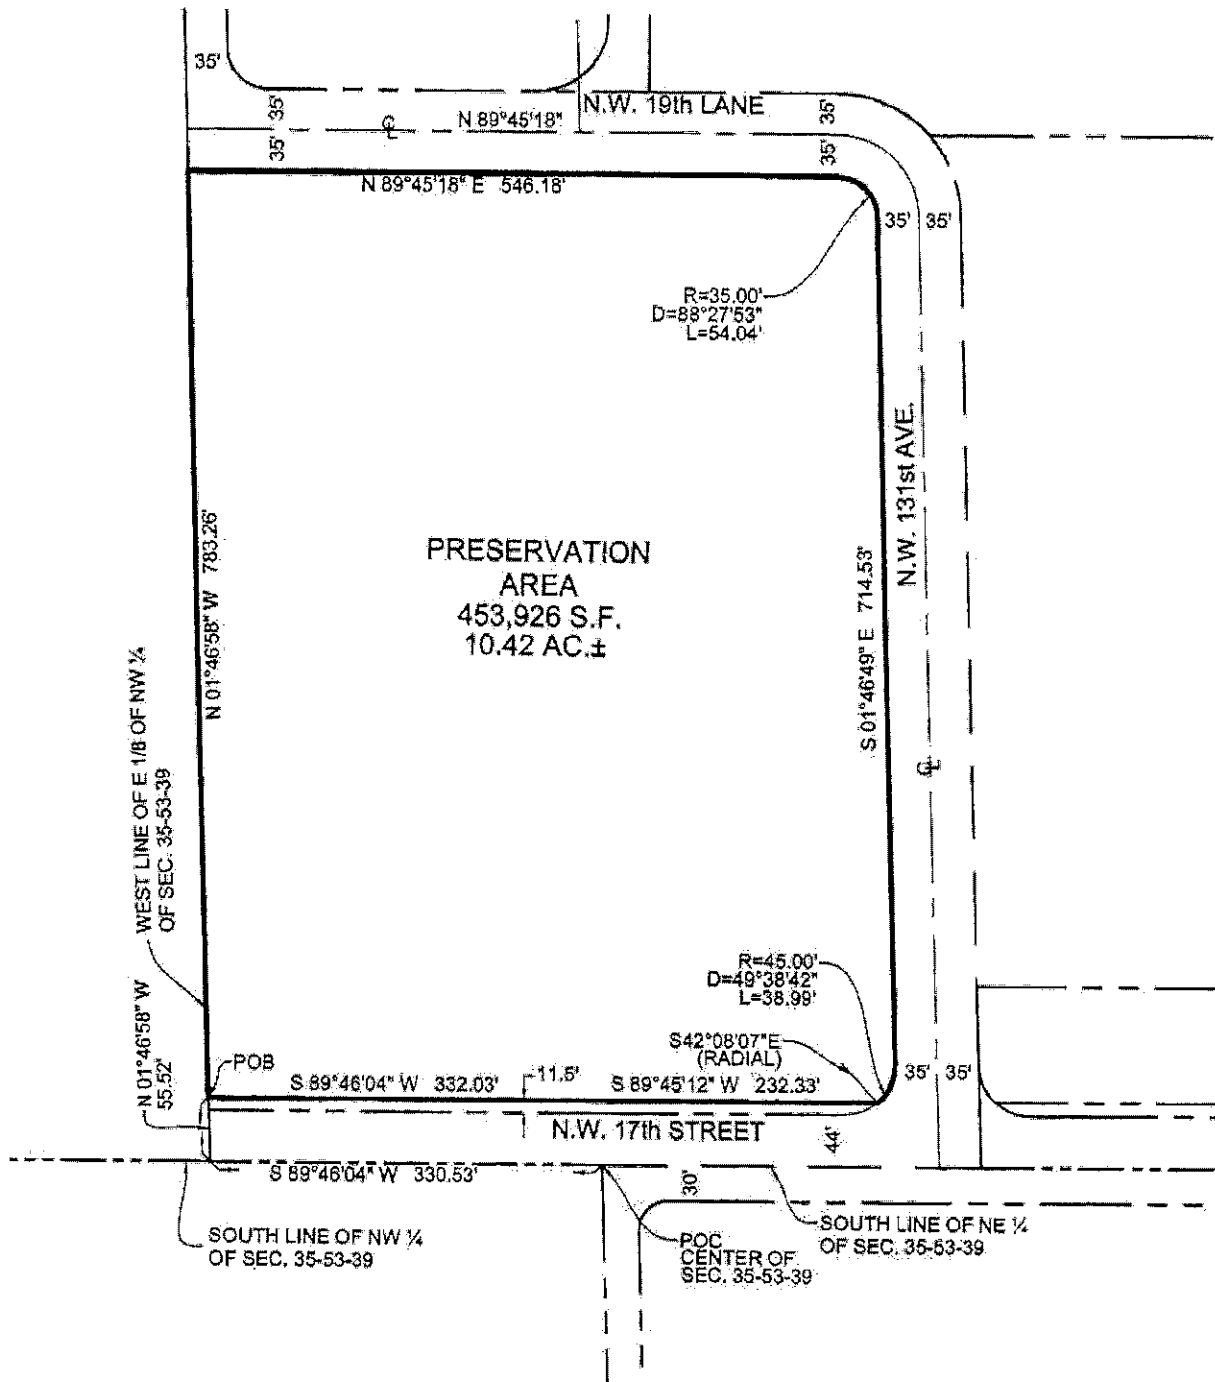 35'
35'
35'
N.W. 19th LANE
N 89°45'18"
35'
35'
N 89°45'18" E 546.18'
35'
35'
R=35.00'
D=88°27'53"
L=54.04'
N.W. 131st AVE.
PRESERVATION
AREA
453,926 S.F.
10.42 AC.±
N 01°46'58" W 783.26'
S 01°46'49" E 714.53'
WEST LINE OF E 1/8 OF NW ¼
OF SEC. 35-53-39
R=45.00'
D=49°38'42"
L=38.99'
S42°08'07"E
(RADIAL)
N 01°46'58" W
55.52'
POB
S 89°46'04" W 332.03'
11.5'
S 89°45'12" W 232.33'
35'
35'
N.W. 17th STREET
44'
S 89°46'04" W 330.53'
30'
SOUTH LINE OF NW ¼
OF SEC. 35-53-39
POC
CENTER OF
SEC. 35-53-39
SOUTH LINE OF NE ¼
OF SEC. 35-53-39